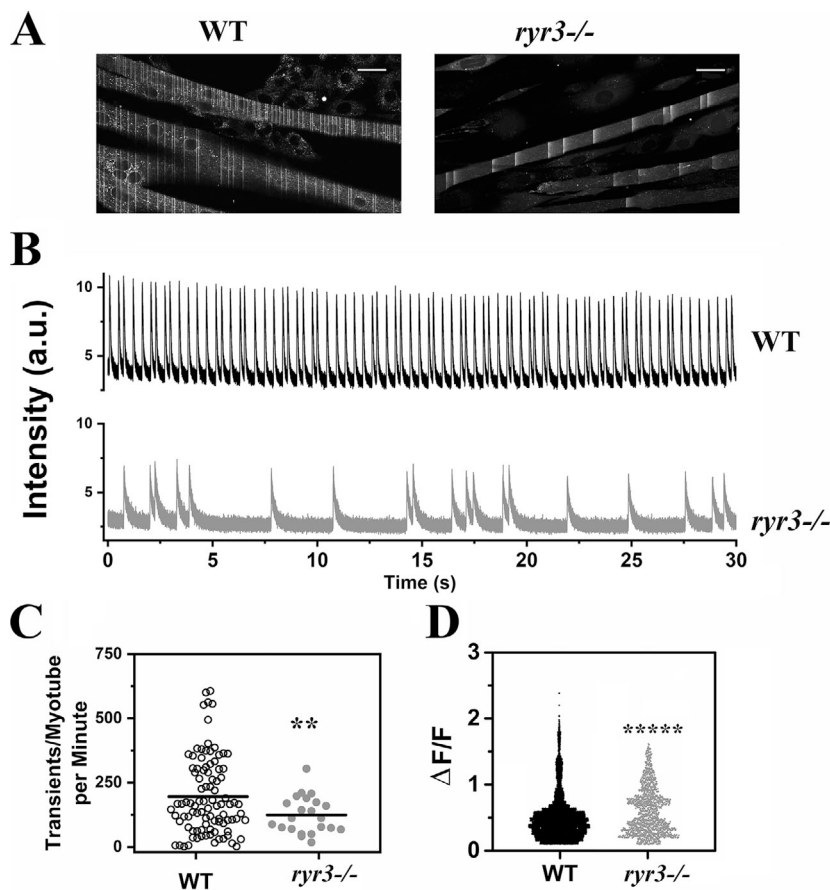 A
WT
ryr3-/-
B
Intensity (a.u.)
10
5
WT
10
5
ryr3-/-
0 5 10 15 20 25 30
Time (s)
C
D
Transients/Myotube
per Minute
750
500
250
0
**
WT
ryr3-/-
ΔF/F
3
2
1
0
*****
WT
ryr3-/-